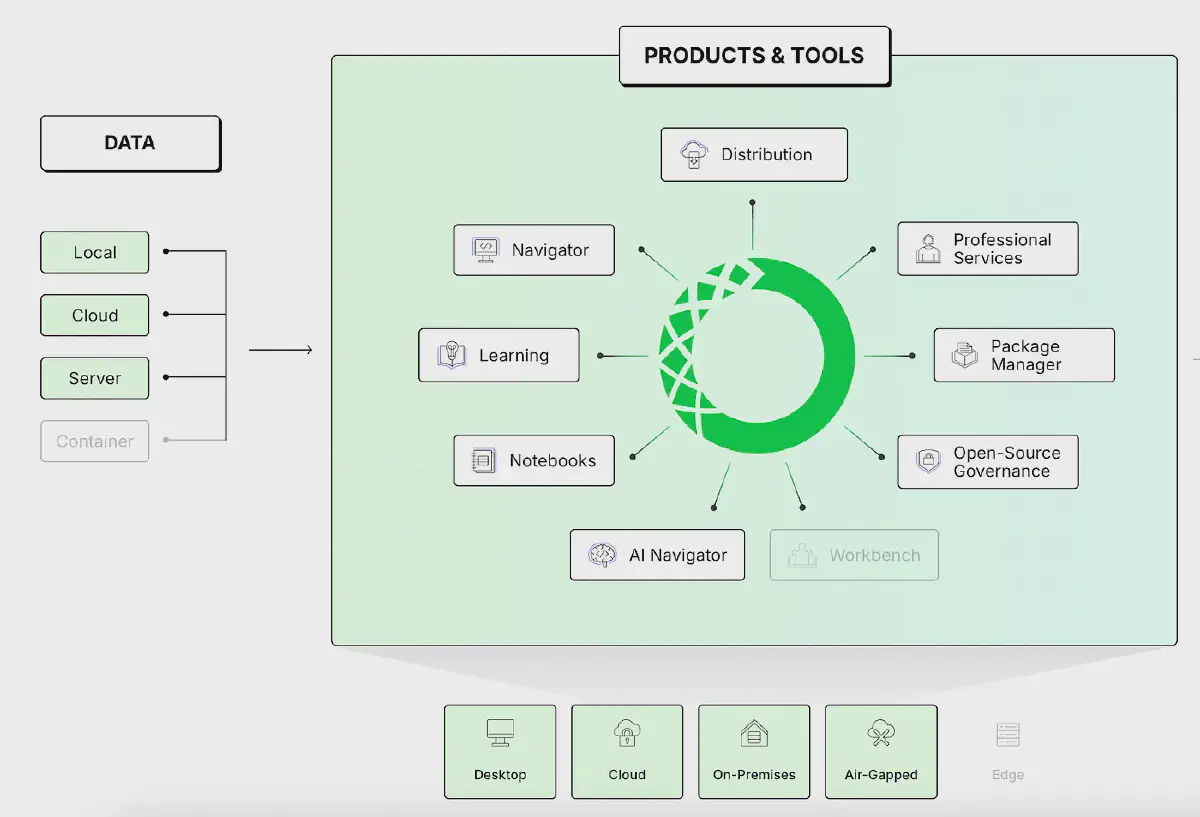 PRODUCTS & TOOLS
DATA
Local
Cloud
Server
Container
Distribution
Navigator
Professional
Services
Learning
Package
Manager
Notebooks
Open-Source
Governance
AI Navigator
Workbench
Desktop
Cloud
On-Premises
Air-Gapped
Edge